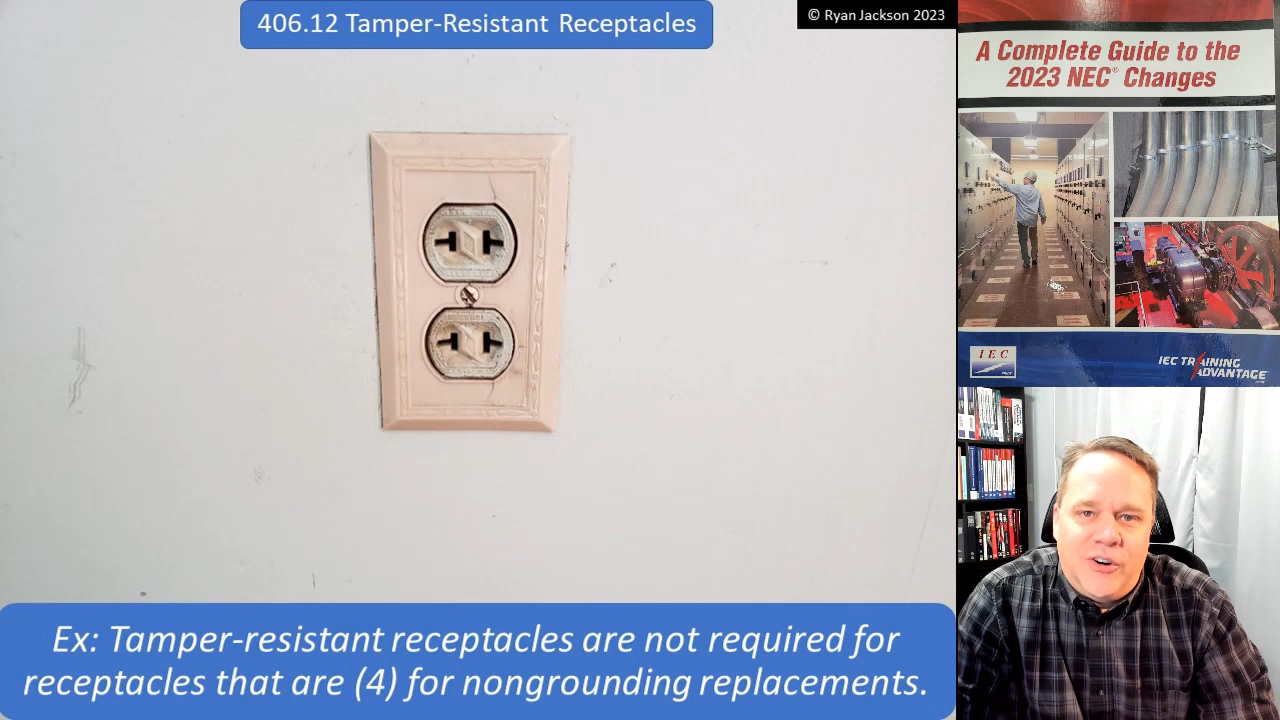 406.12 Tamper-Resistant Receptacles
© Ryan Jackson 2023
A Complete Guide to the
2023 NEC® Changes
IEC
IEC TRAINING
ADVANTAGE
Ex: Tamper-resistant receptacles are not required for
receptacles that are (4) for nongrounding replacements.